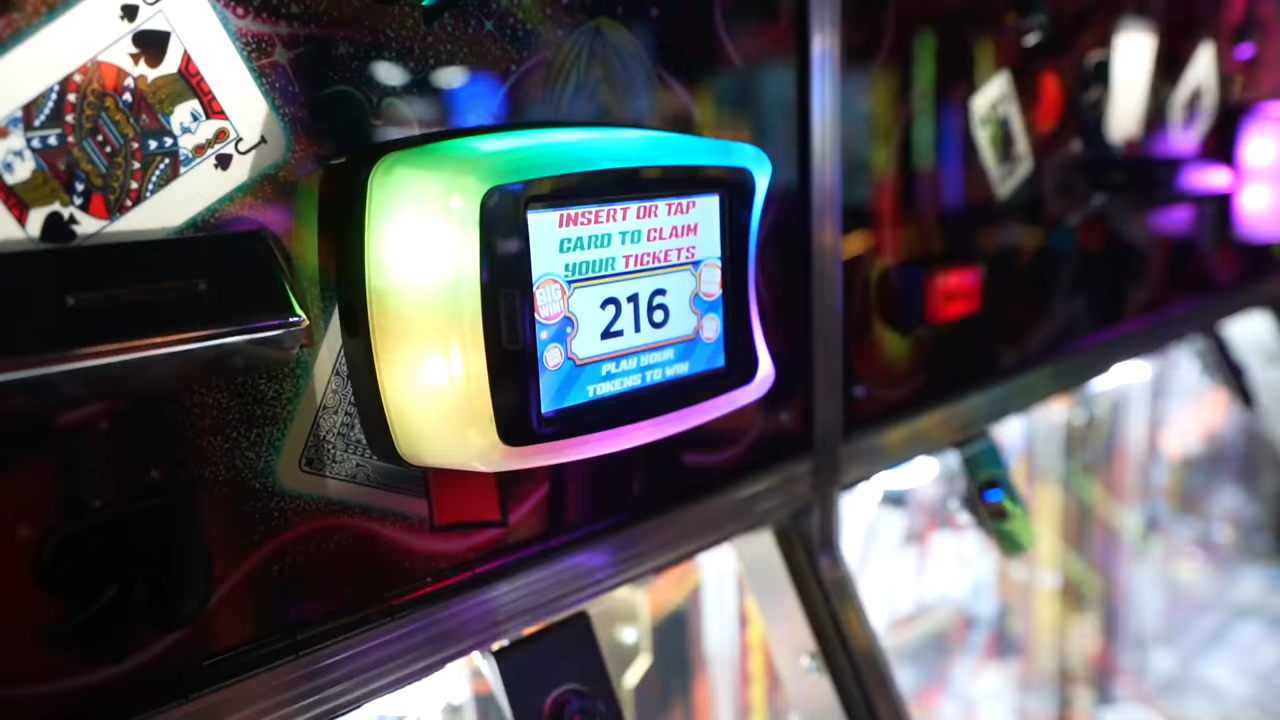 J
INSERT OR TAP
CARD TO CLAIM
YOUR TICKETS
BIG
WIN!
216
PLAY YOUR
TOKENS TO WIN